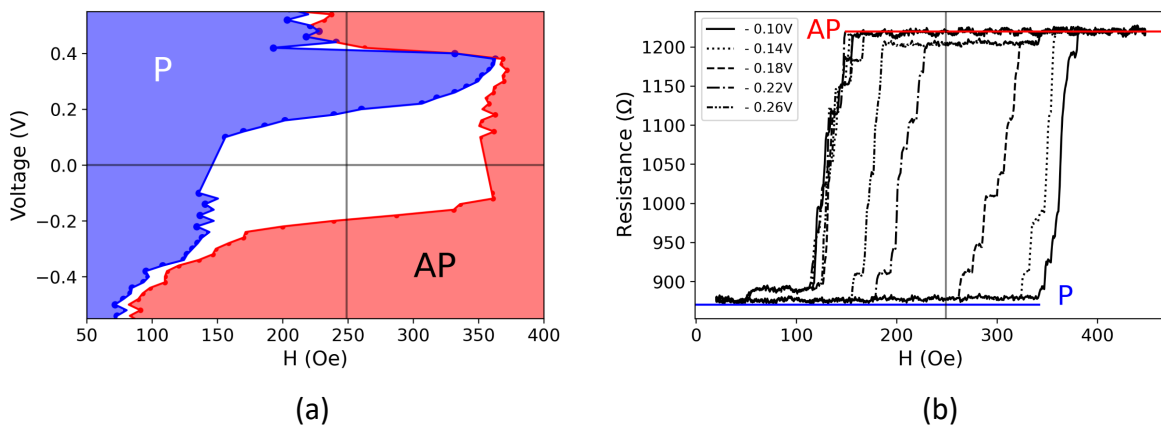 P
AP
0.4
0.2
0.0
−0.2
−0.4
Voltage (V)
50
100
150
200
250
300
350
400
H (Oe)
(a)
AP
P
- 0.10V
- 0.14V
- 0.18V
- 0.22V
- 0.26V
1200
1150
1100
1050
1000
950
900
Resistance (Ω)
0
100
200
300
400
H (Oe)
(b)